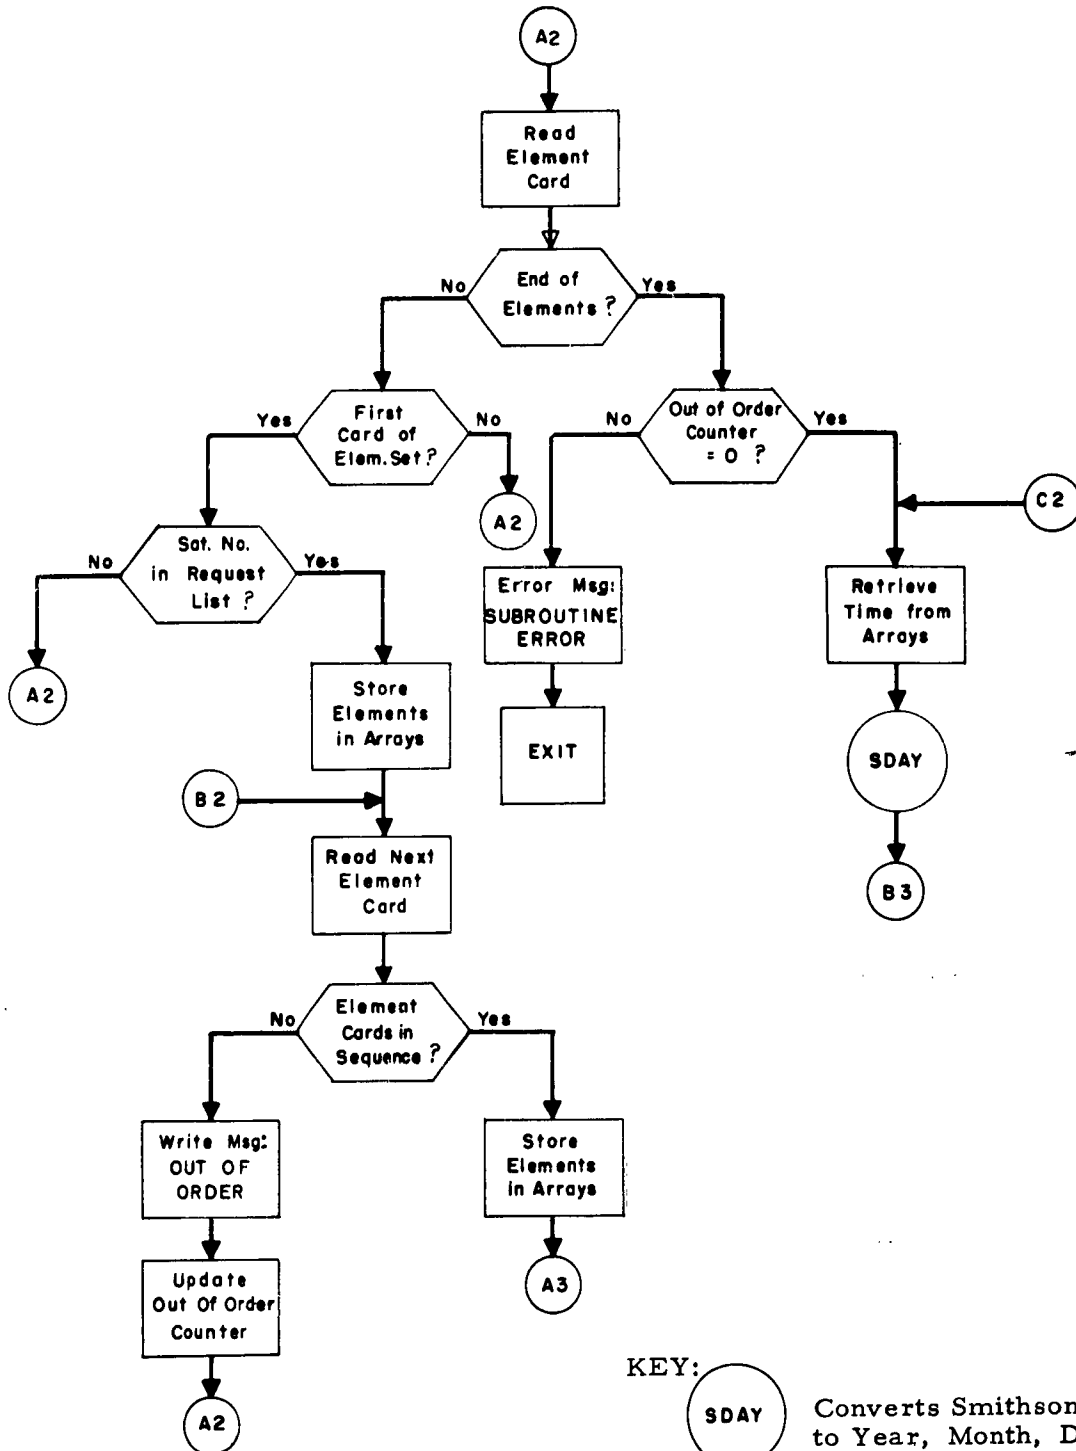 A2
Read
Element
Card
End of
Elements?
No
Yes
First
Card of
Elem. Set?
Yes
No
Out of Order
Counter
= 0 ?
No
Yes
A2
C2
Sat. No.
in Request
List ?
No
Yes
Error Msg:
SUBROUTINE
ERROR
Retrieve
Time from
Arrays
A2
Store
Elements
in Arrays
EXIT
SDAY
B2
Read Next
Element
Card
B3
Element
Cards in
Sequence ?
No
Yes
Write Msg:
OUT OF
ORDER
Store
Elements
in Arrays
Update
Out Of Order
Counter
A3
A2
KEY:
SDAY
Converts Smithson
to Year, Month, D